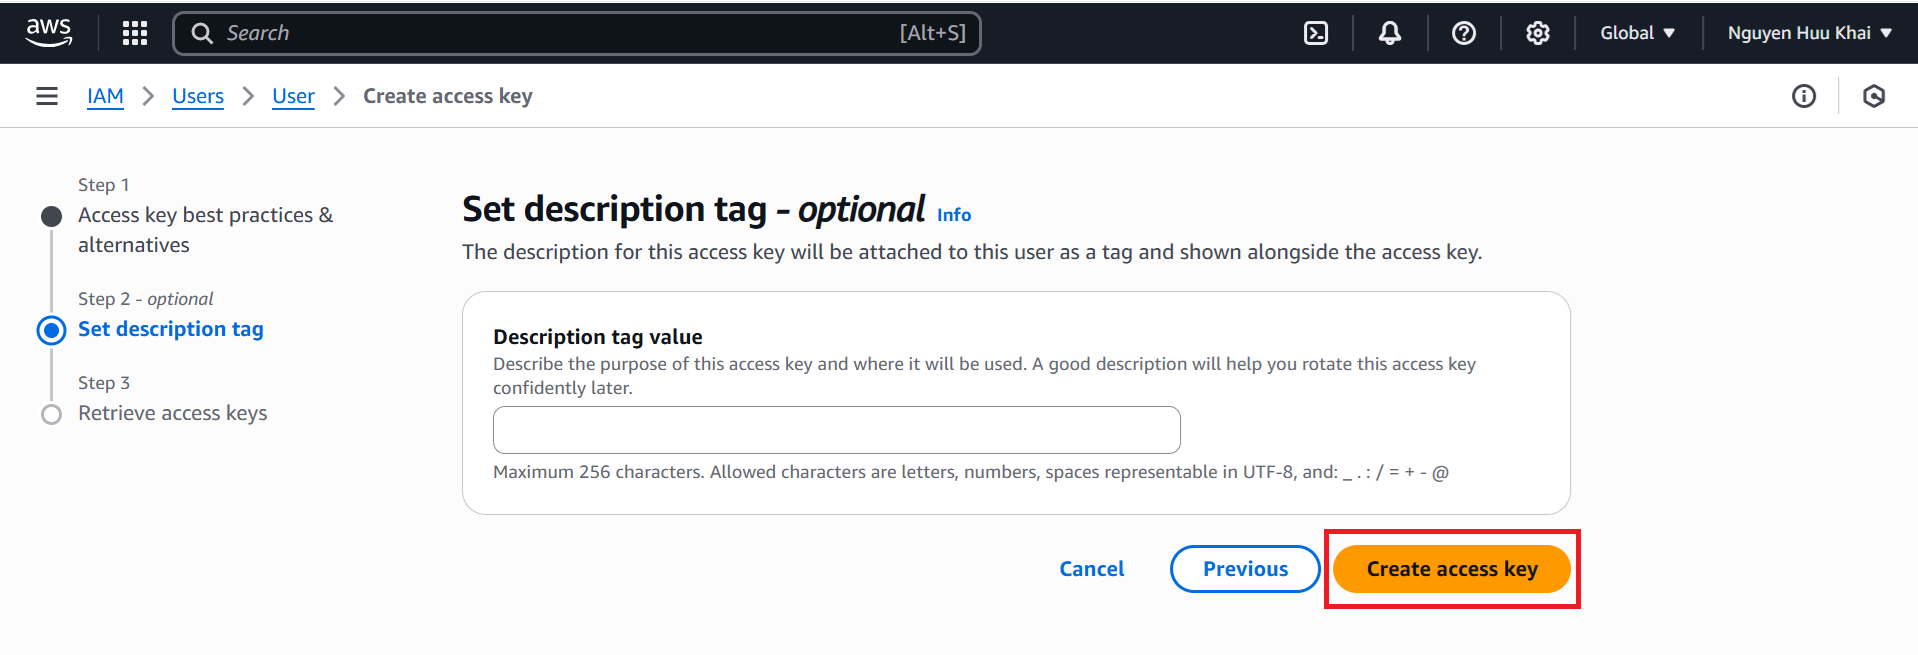 aws Search [Alt+S] Global Nguyen Huu Khai
IAM Users User Create access key
Step 1
Access key best practices &
alternatives
Step 2 - optional
Set description tag
Step 3
Retrieve access keys
Set description tag - optional Info
The description for this access key will be attached to this user as a tag and shown alongside the access key.
Description tag value
Describe the purpose of this access key and where it will be used. A good description will help you rotate this access key
confidently later.
Maximum 256 characters. Allowed characters are letters, numbers, spaces representable in UTF-8, and: _ . : / = + - @
Cancel Previous Create access key